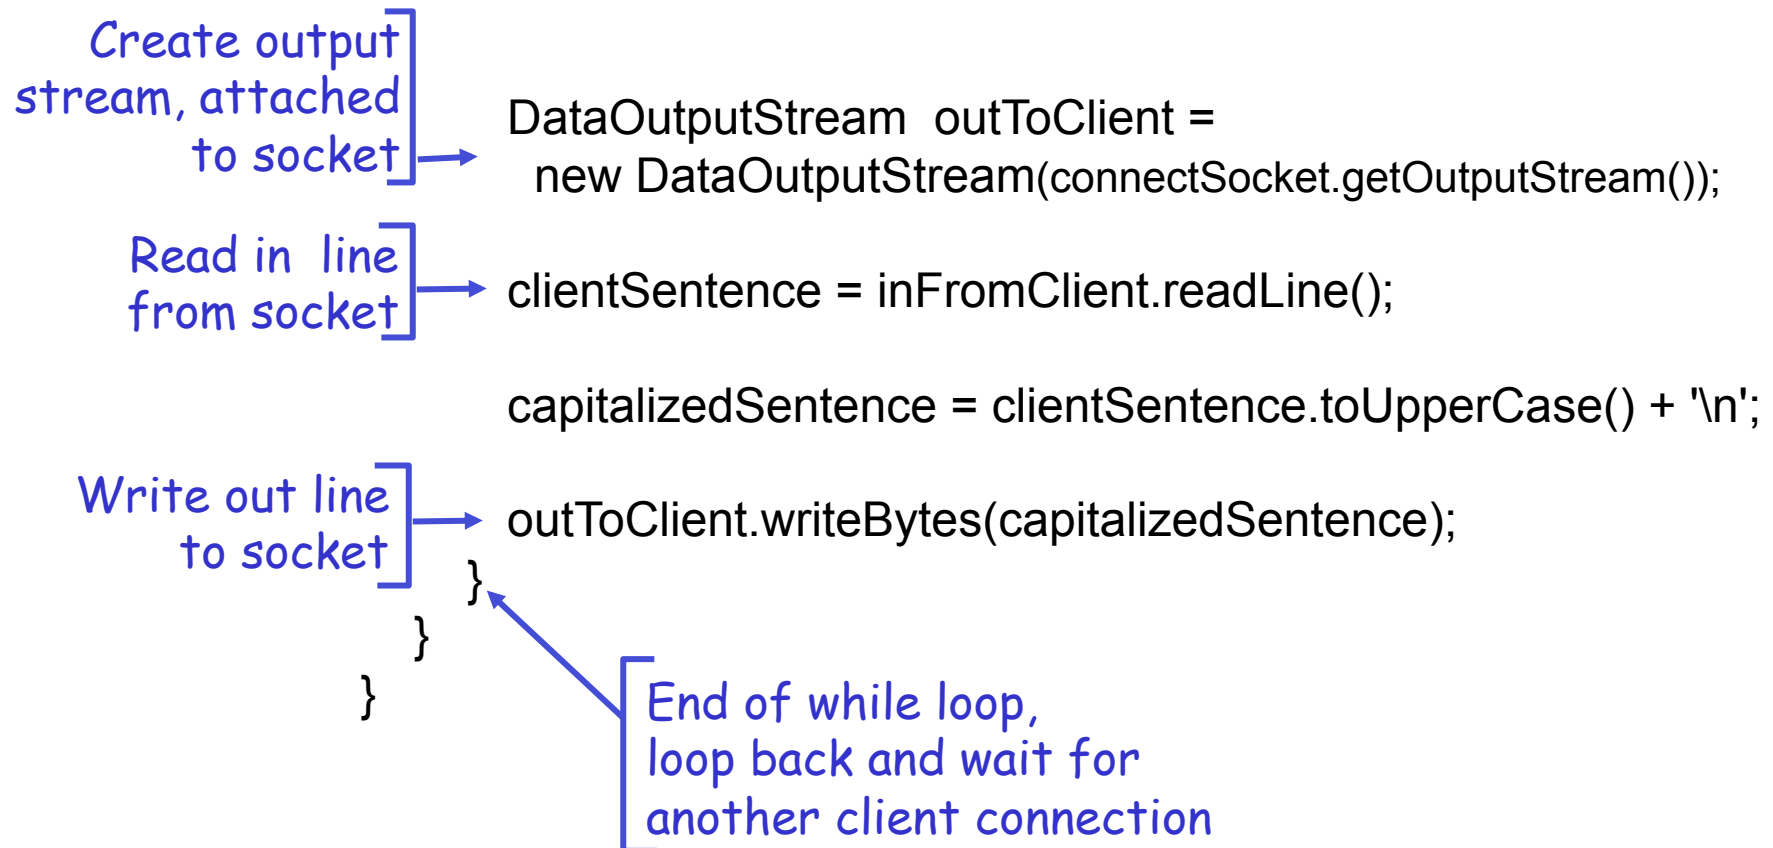 Create output
stream, attached
to socket
DataOutputStream outToClient =
new DataOutputStream(connectSocket.getOutputStream());
Read in line
from socket
clientSentence = inFromClient.readLine();
capitalizedSentence = clientSentence.toUpperCase() + '\n';
Write out line
to socket
outToClient.writeBytes(capitalizedSentence);
}
}
}
End of while loop,
loop back and wait for
another client connection